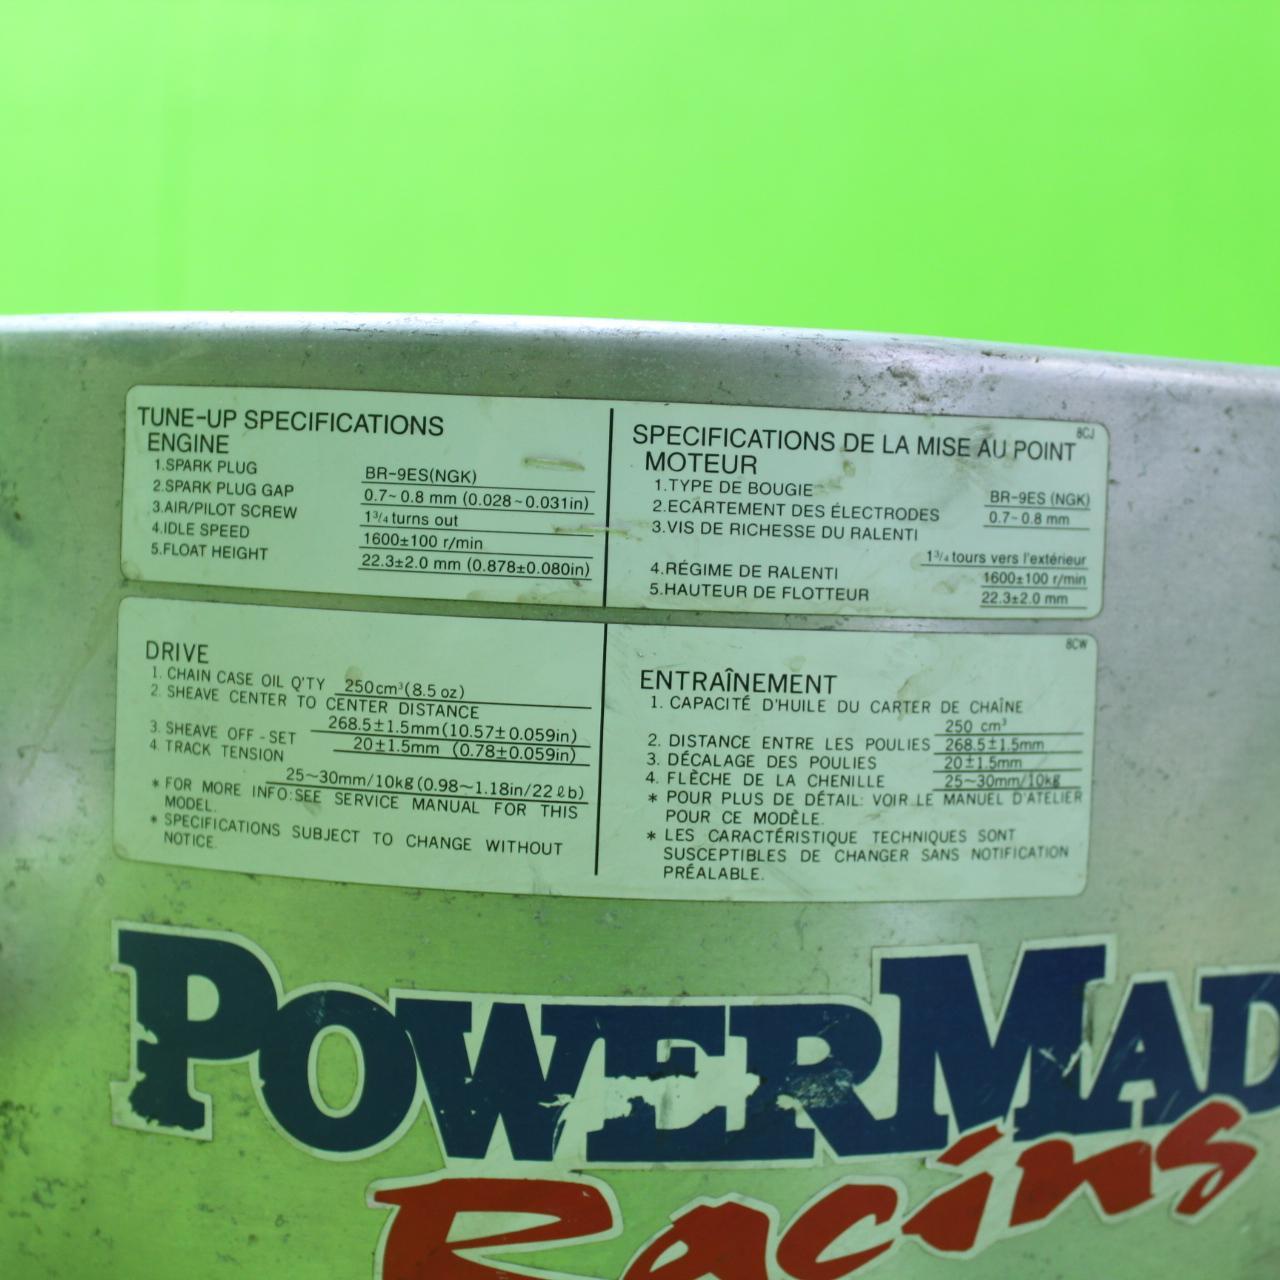 TUNE-UP SPECIFICATIONS
ENGINE
1.SPARK PLUG BR-9ES(NGK)
2.SPARK PLUG GAP 0.7~0.8 mm (0.028~0.031in)
3.AIR/PILOT SCREW 1 3/4 turns out
4.IDLE SPEED 1600±100 r/min
5.FLOAT HEIGHT 22.3±2.0 mm (0.878±0.080in)
8CJ
SPECIFICATIONS DE LA MISE AU POINT
MOTEUR
1.TYPE DE BOUGIE BR-9ES (NGK)
2.ECARTEMENT DES ÉLECTRODES 0.7~0.8 mm
3.VIS DE RICHESSE DU RALENTI
1 3/4 tours vers l'extérieur
4.RÉGIME DE RALENTI 1600±100 r/min
5.HAUTEUR DE FLOTTEUR 22.3±2.0 mm
DRIVE
1. CHAIN CASE OIL Q'TY 250cm³(8.5 oz)
2. SHEAVE CENTER TO CENTER DISTANCE
268.5±1.5mm(10.57±0.059in)
3. SHEAVE OFF-SET 20±1.5mm (0.78±0.059in)
4. TRACK TENSION
25~30mm/10kg(0.98~1.18in/22ℓb)
* FOR MORE INFO:SEE SERVICE MANUAL FOR THIS
MODEL.
* SPECIFICATIONS SUBJECT TO CHANGE WITHOUT
NOTICE.
8CW
ENTRAÎNEMENT
1. CAPACITÉ D'HUILE DU CARTER DE CHAÎNE
250 cm³
2. DISTANCE ENTRE LES POULIES 268.5±1.5mm
3. DÉCALAGE DES POULIES 20±1.5mm
4. FLÈCHE DE LA CHENILLE 25~30mm/10kg
* POUR PLUS DE DÉTAIL: VOIR LE MANUEL D'ATELIER
POUR CE MODÈLE.
* LES CARACTÉRISTIQUE TECHNIQUES SONT
SUSCEPTIBLES DE CHANGER SANS NOTIFICATION
PRÉALABLE.
POWERMAD
Racing